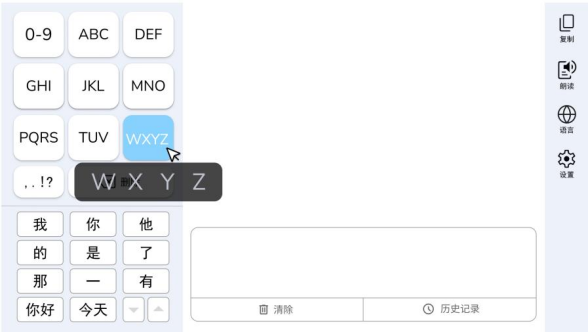 0-9 ABC DEF
GHI JKL MNO
PQRS TUV WXYZ
,.!? 删
W X Y Z
我 你 他
的 是 了
那 一 有
你好 今天
清除 历史记录
复制
朗读
语言
设置